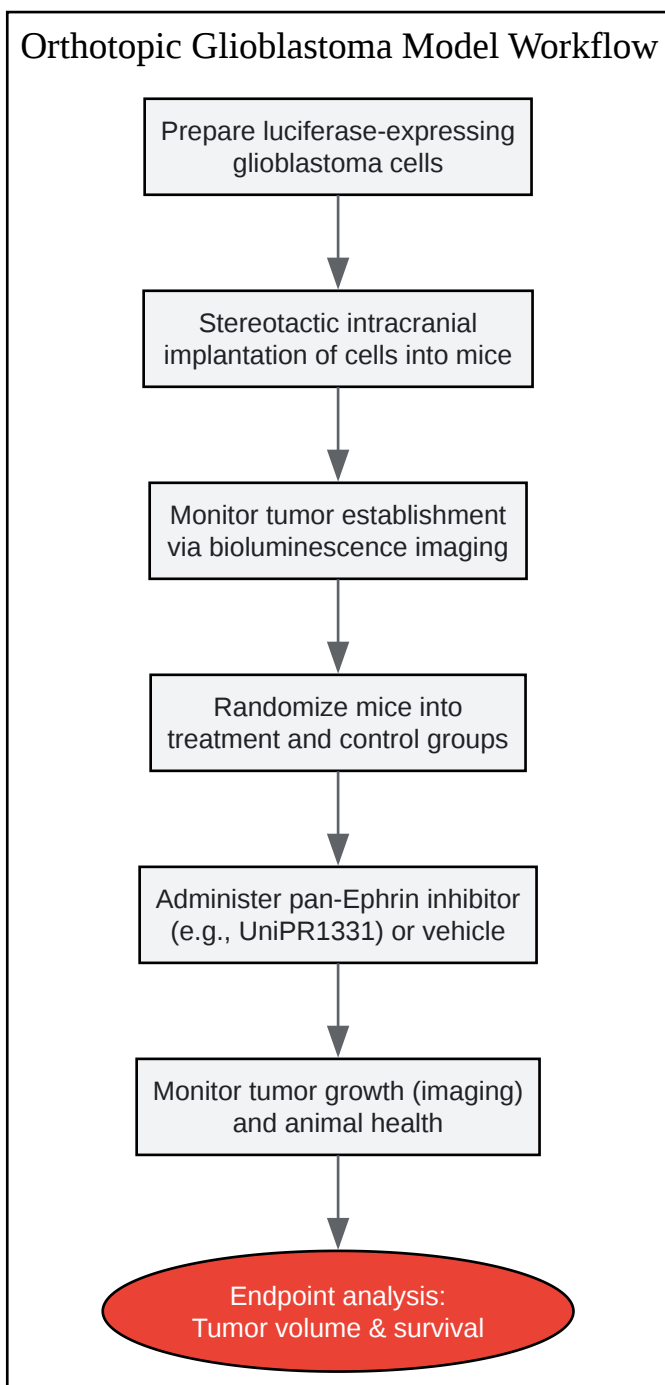 Orthotopic Glioblastoma Model Workflow
Prepare luciferase-expressing
glioblastoma cells
Stereotactic intracranial
implantation of cells into mice
Monitor tumor establishment
via bioluminescence imaging
Randomize mice into
treatment and control groups
Administer pan-Ephrin inhibitor
(e.g., UniPR1331) or vehicle
Monitor tumor growth (imaging)
and animal health
Endpoint analysis:
Tumor volume & survival